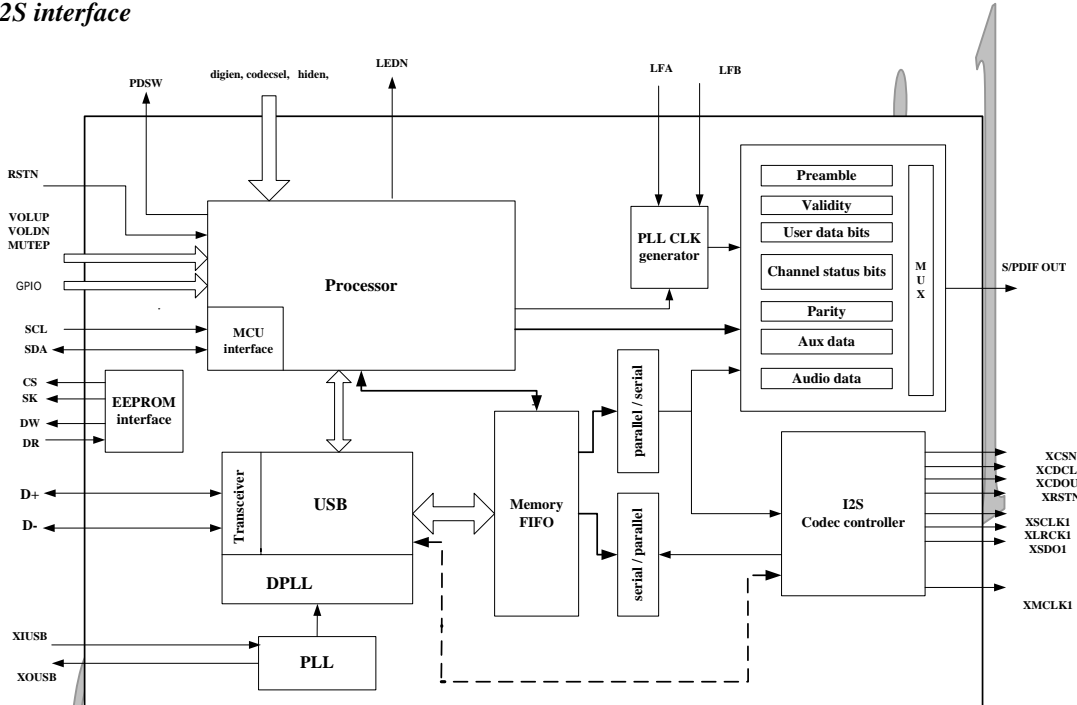 2S interface
digien, codecsel, hiden,
PDSW
LEDN
LFA
LFB
RSTN
VOLUP
VOLDN
MUTEP
GPIO
SCL
SDA
CS
SK
DW
DR
D+
D-
XIUSB
XOUSB
Processor
MCU
interface
EEPROM
interface
Transceiver
USB
DPLL
PLL
Memory
FIFO
PLL CLK
generator
parallel / serial
serial / parallel
Preamble
Validity
User data bits
Channel status bits
Parity
Aux data
Audio data
M
U
X
S/PDIF OUT
I2S
Codec controller
XCSN
XCDCL
XCDOU
XRSTN
XSCLK1
XLRCK1
XSDO1
XMCLK1